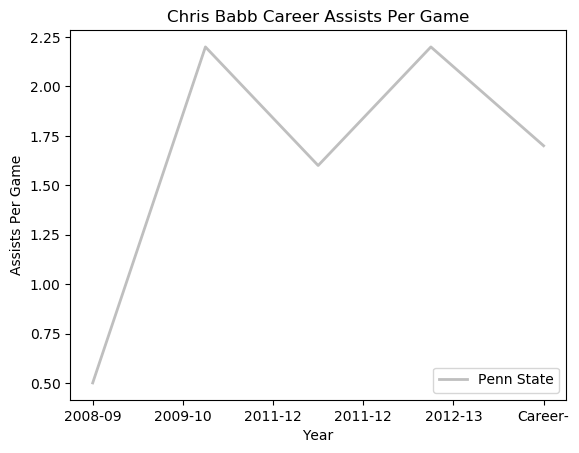 Chris Babb Career Assists Per Game
2.25
2.00
1.75
1.50
1.25
1.00
0.75
0.50
Assists Per Game
Penn State
2008-09 2009-10 2011-12 2011-12 2012-13 Career-
Year